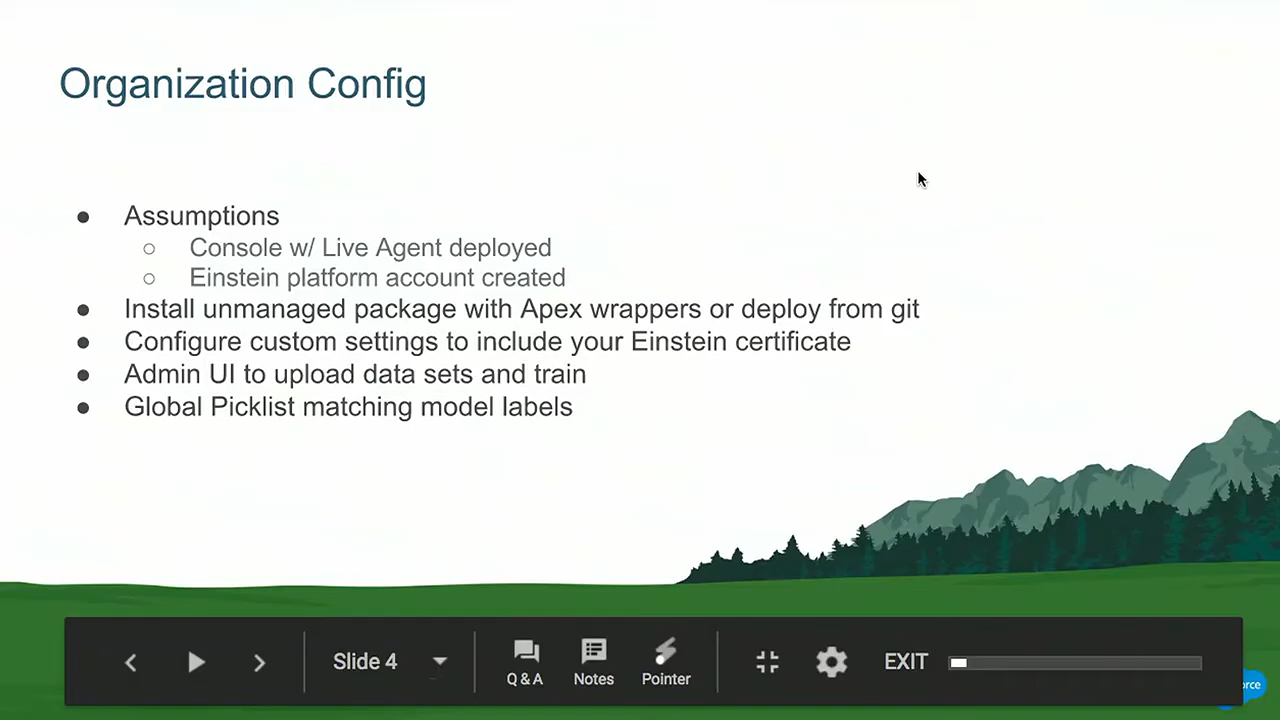 Organization Config
● Assumptions
○ Console w/ Live Agent deployed
○ Einstein platform account created
● Install unmanaged package with Apex wrappers or deploy from git
● Configure custom settings to include your Einstein certificate
● Admin UI to upload data sets and train
● Global Picklist matching model labels
Slide 4
Q & A
Notes
Pointer
EXIT